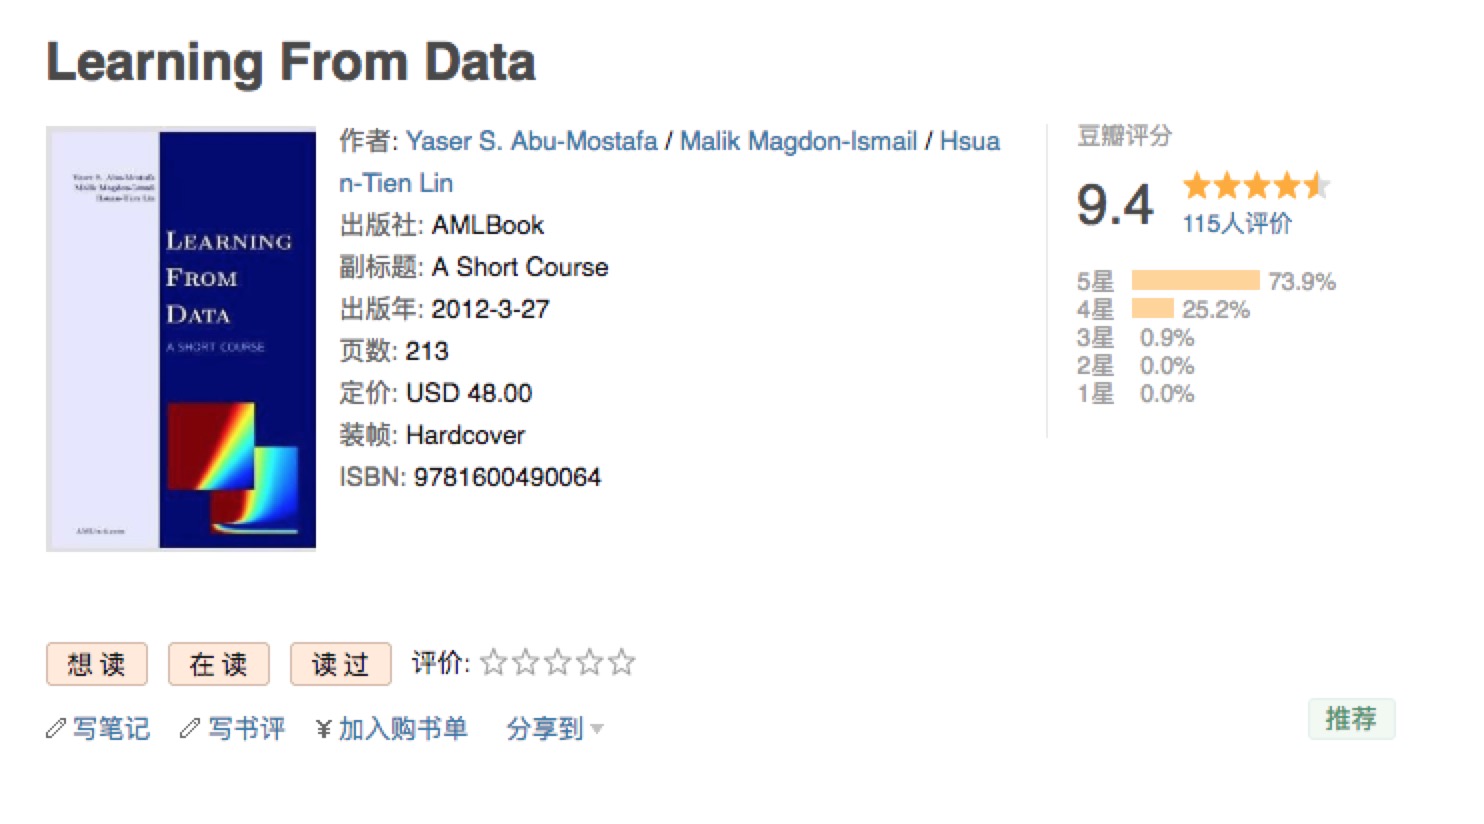 Learning From Data
Yaser S. Abu-Mostafa
Malik Magdon-Ismail
Hsuan-Tien Lin
LEARNING
FROM
DATA
A SHORT COURSE
AMLbook.com
作者: Yaser S. Abu-Mostafa / Malik Magdon-Ismail / Hsua
n-Tien Lin
出版社: AMLBook
副标题: A Short Course
出版年: 2012-3-27
页数: 213
定价: USD 48.00
装帧: Hardcover
ISBN: 9781600490064
豆瓣评分
9.4
115人评价
5星 73.9%
4星 25.2%
3星 0.9%
2星 0.0%
1星 0.0%
想读 在读 读过 评价:
写笔记 写书评 ¥加入购书单 分享到
推荐